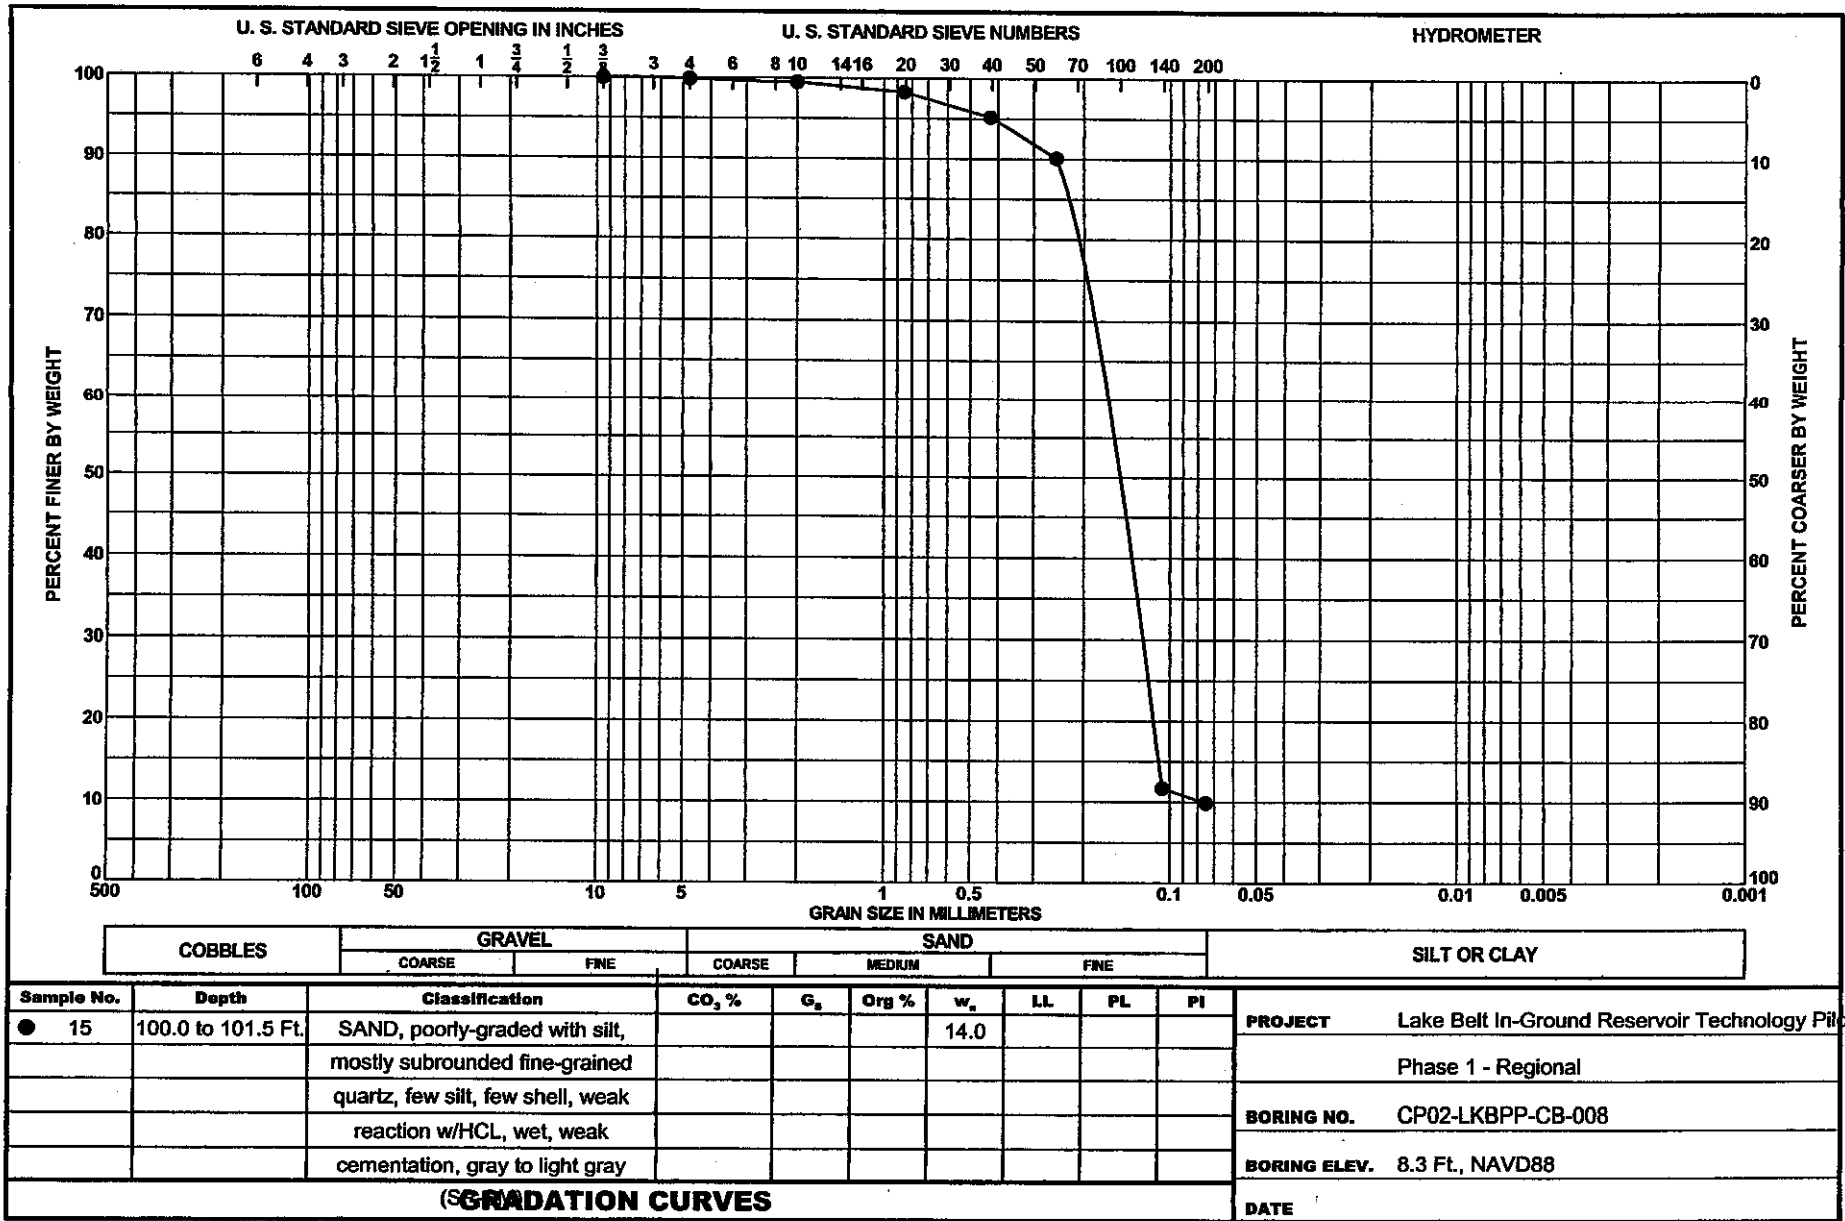 U. S. STANDARD SIEVE OPENING IN INCHES U. S. STANDARD SIEVE NUMBERS HYDROMETER
6 4 3 2 1 1/2 1 3/4 1/2 3/8 3 4 6 8 10 14 16 20 30 40 50 70 100 140 200
100 0
90 10
80 20
70 30
60 40
50 50
40 60
30 70
20 80
10 90
0 100
PERCENT FINER BY WEIGHT
PERCENT COARSER BY WEIGHT
500 100 50 10 5 1 0.5 0.1 0.05 0.01 0.005 0.001
GRAIN SIZE IN MILLIMETERS
COBBLES GRAVEL SAND SILT OR CLAY
COARSE FINE COARSE MEDIUM FINE
Sample No. Depth Classification CO₃ % Gₛ Org % wₙ LL PL PI
15 100.0 to 101.5 Ft. SAND, poorly-graded with silt, 14.0
mostly subrounded fine-grained
quartz, few silt, few shell, weak
reaction w/HCL, wet, weak
cementation, gray to light gray
GRADATION CURVES
PROJECT Lake Belt In-Ground Reservoir Technology Pilo
Phase 1 - Regional
BORING NO. CP02-LKBPP-CB-008
BORING ELEV. 8.3 Ft., NAVD88
DATE